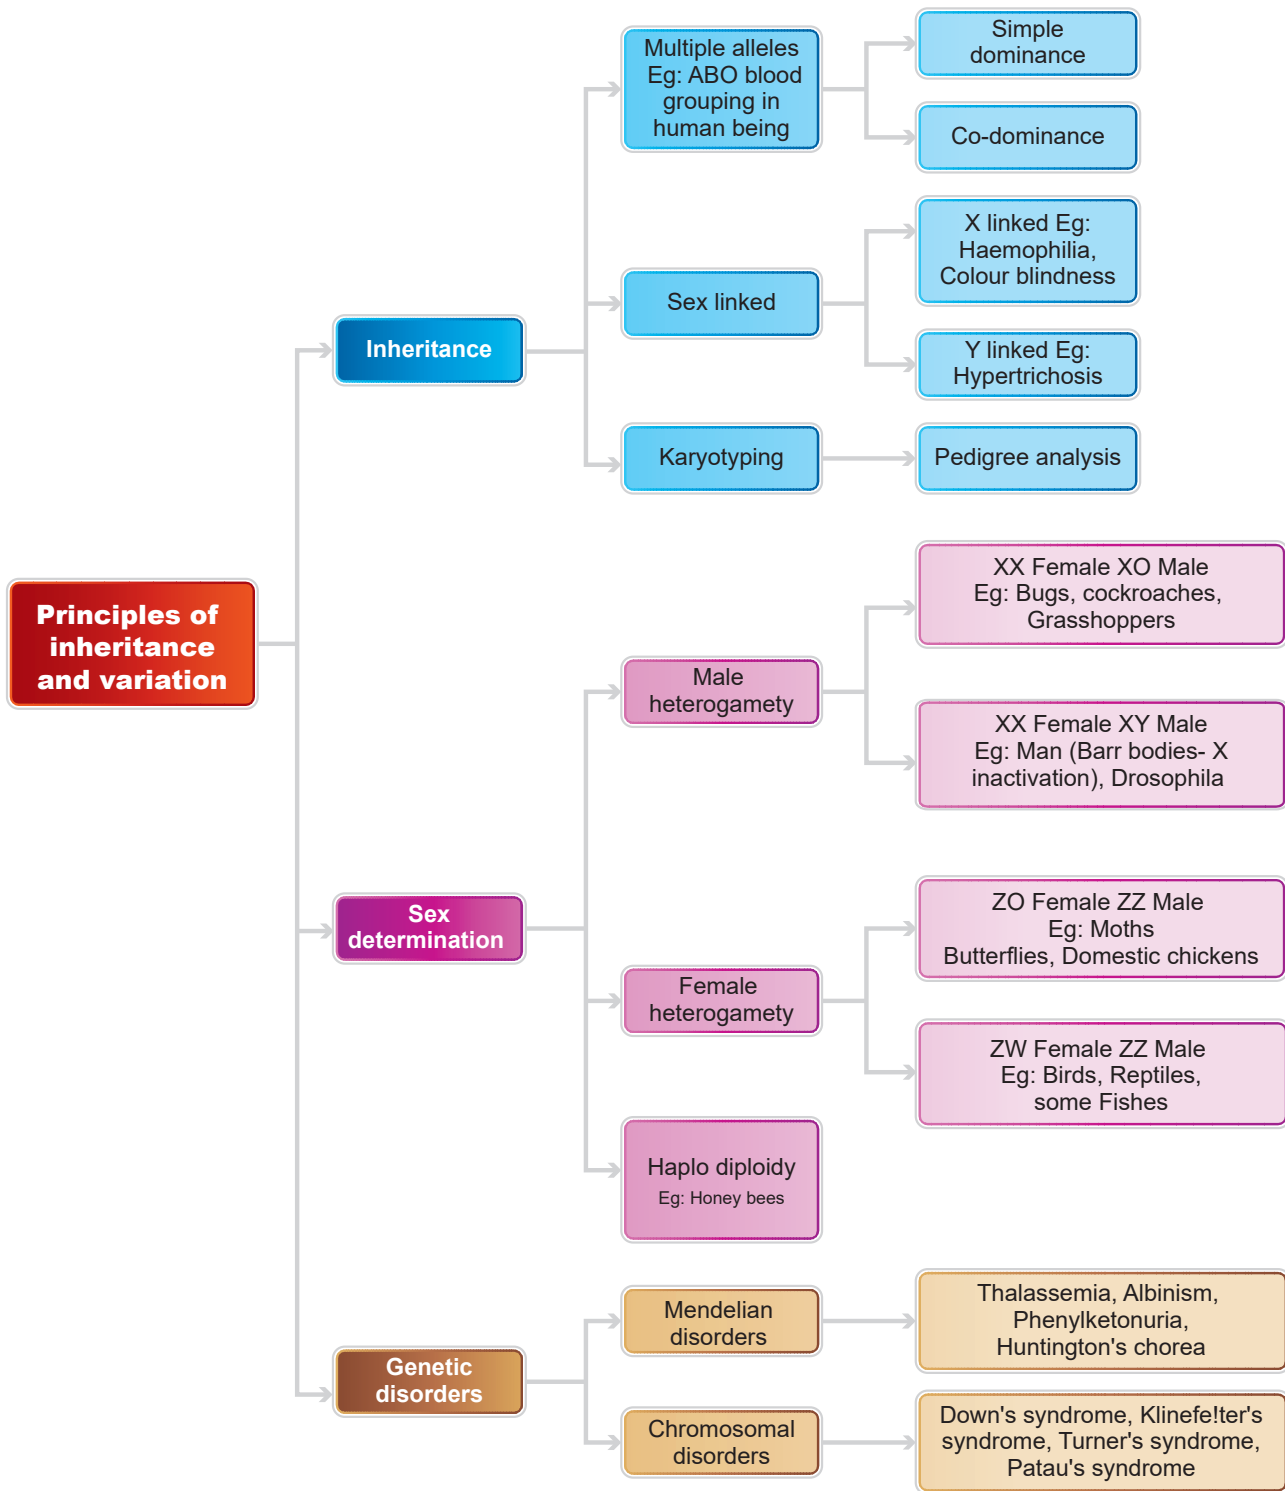 Principles of
inheritance
and variation
Inheritance
Multiple alleles
Eg: ABO blood
grouping in
human being
Simple
dominance
Co-dominance
Sex linked
X linked Eg:
Haemophilia,
Colour blindness
Y linked Eg:
Hypertrichosis
Karyotyping
Pedigree analysis
Sex
determination
Male
heterogamety
XX Female XO Male
Eg: Bugs, cockroaches,
Grasshoppers
XX Female XY Male
Eg: Man (Barr bodies- X
inactivation), Drosophila
Female
heterogamety
ZO Female ZZ Male
Eg: Moths
Butterflies, Domestic chickens
ZW Female ZZ Male
Eg: Birds, Reptiles,
some Fishes
Haplo diploidy
Eg: Honey bees
Genetic
disorders
Mendelian
disorders
Thalassemia, Albinism,
Phenylketonuria,
Huntington's chorea
Chromosomal
disorders
Down's syndrome, Klinefe!ter's
syndrome, Turner's syndrome,
Patau's syndrome